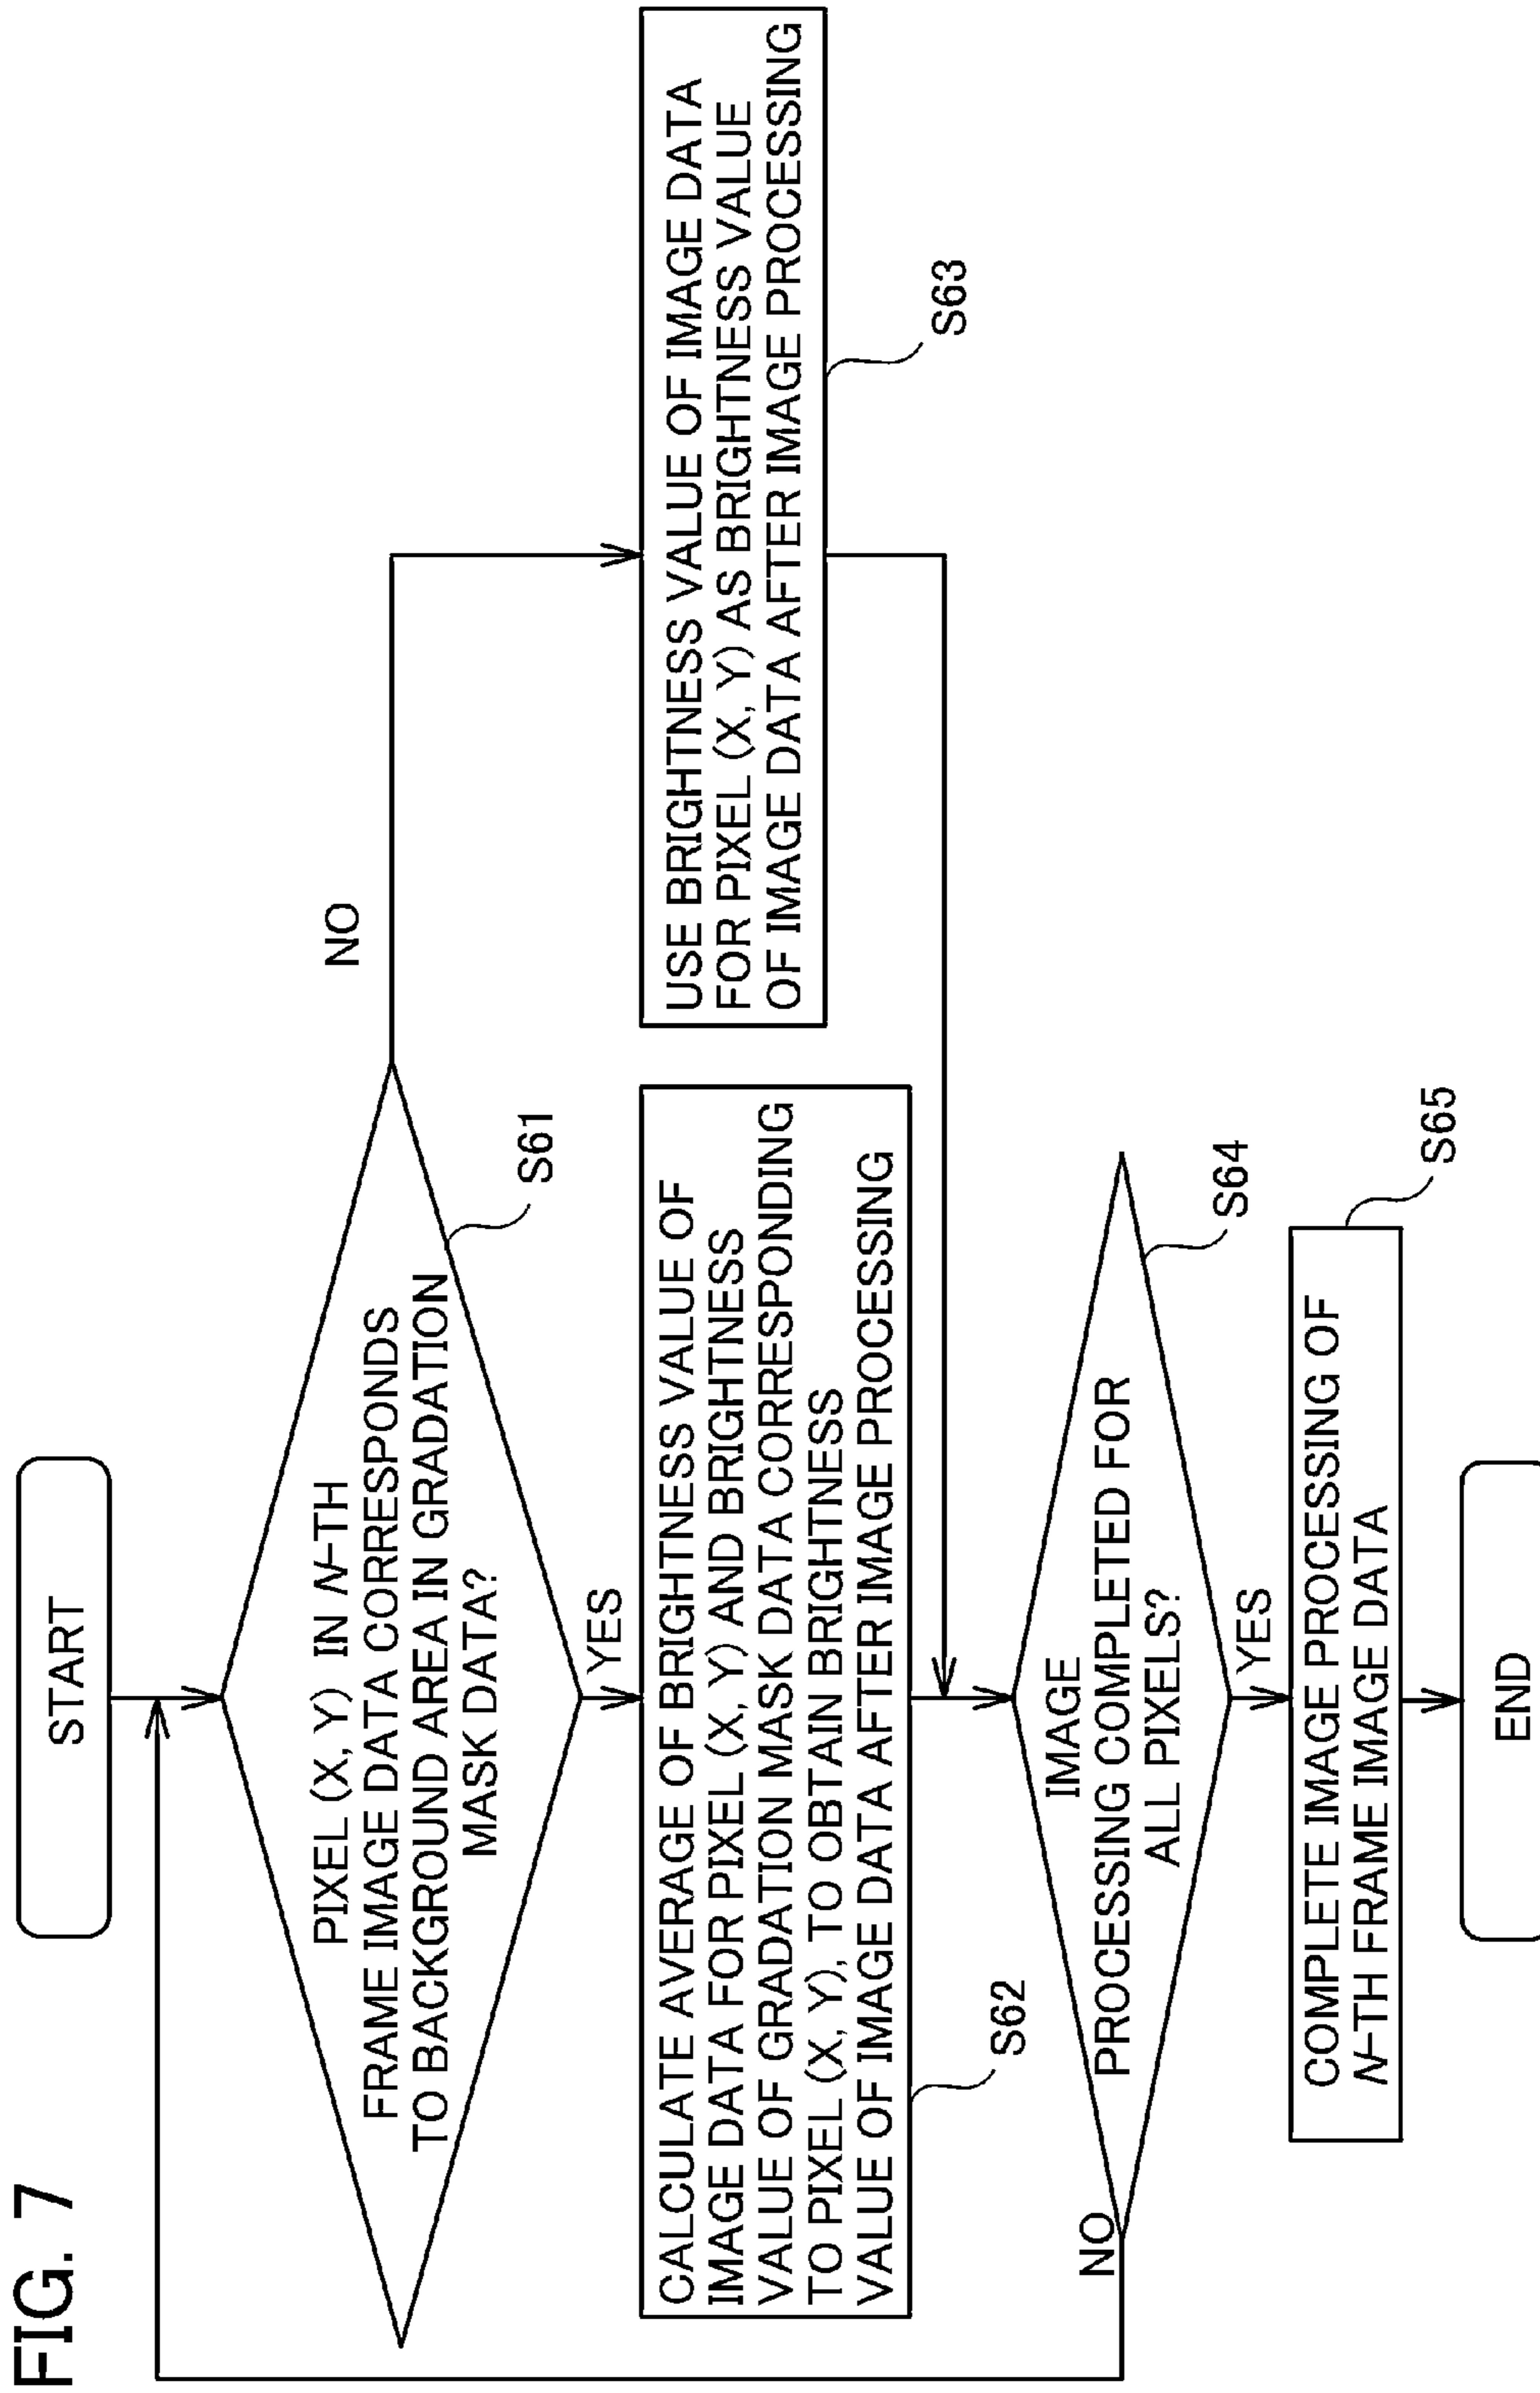 FIG. 7
START
PIXEL (X, Y) IN N-TH
FRAME IMAGE DATA CORRESPONDS
TO BACKGROUND AREA IN GRADATION
MASK DATA?
S61
NO
YES
CALCULATE AVERAGE OF BRIGHTNESS VALUE OF
IMAGE DATA FOR PIXEL (X, Y) AND BRIGHTNESS
VALUE OF GRADATION MASK DATA CORRESPONDING
TO PIXEL (X, Y), TO OBTAIN BRIGHTNESS
VALUE OF IMAGE DATA AFTER IMAGE PROCESSING
S62
USE BRIGHTNESS VALUE OF IMAGE DATA
FOR PIXEL (X, Y) AS BRIGHTNESS VALUE
OF IMAGE DATA AFTER IMAGE PROCESSING
S63
IMAGE
PROCESSING COMPLETED FOR
ALL PIXELS?
S64
NO
YES
COMPLETE IMAGE PROCESSING OF
N-TH FRAME IMAGE DATA
S65
END